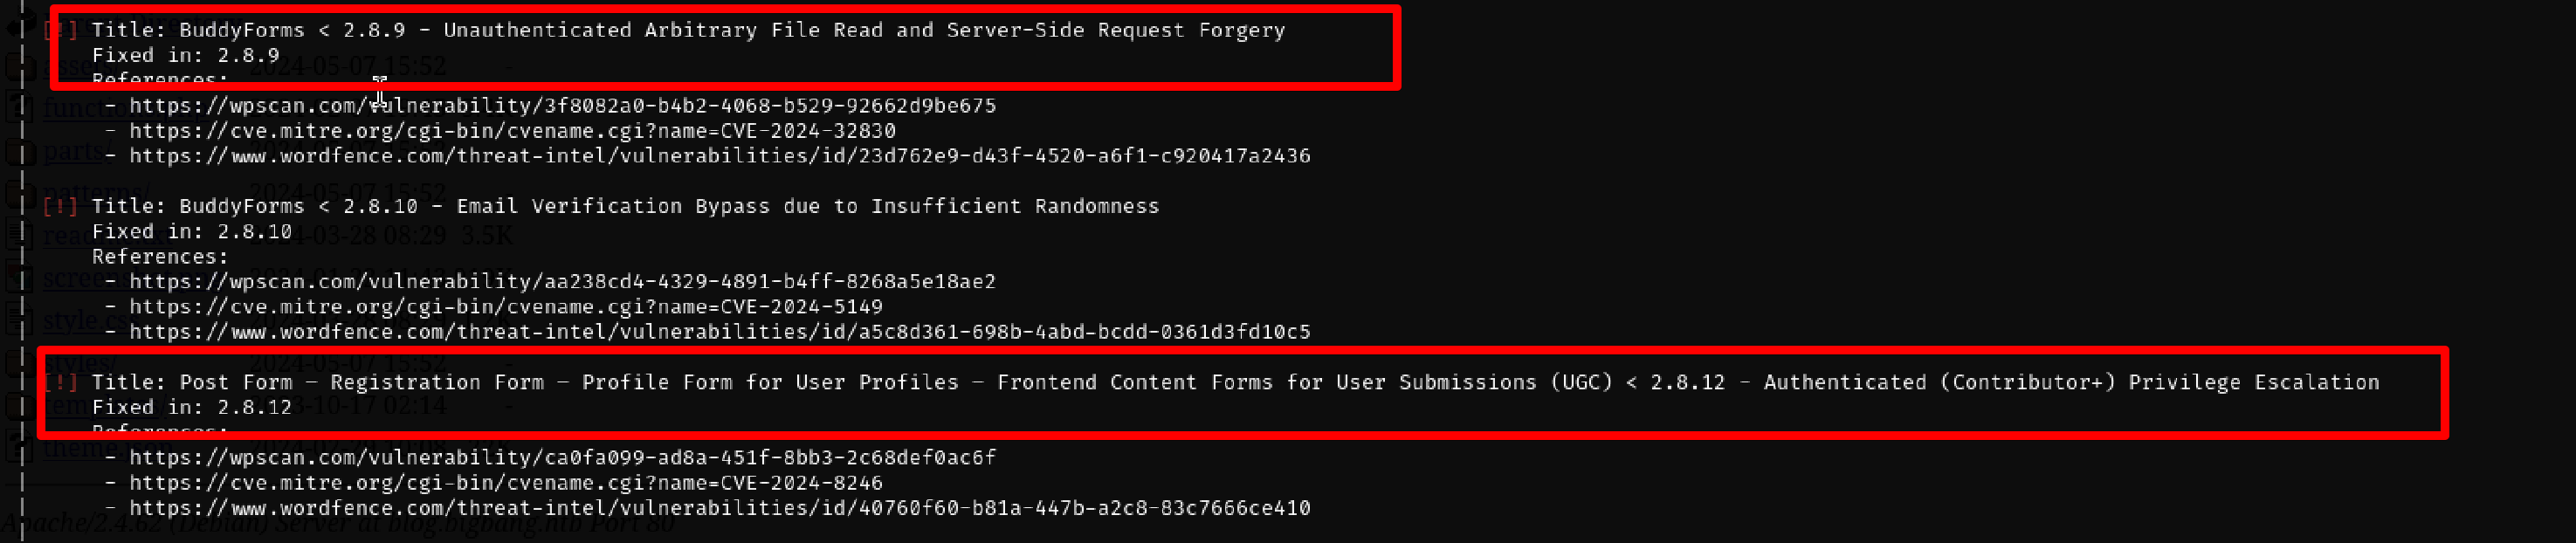 [!] Title: BuddyForms < 2.8.9 - Unauthenticated Arbitrary File Read and Server-Side Request Forgery
Fixed in: 2.8.9
References:
- https://wpscan.com/vulnerability/3f8082a0-b4b2-4068-b529-92662d9be675
- https://cve.mitre.org/cgi-bin/cvename.cgi?name=CVE-2024-32830
- https://www.wordfence.com/threat-intel/vulnerabilities/id/23d762e9-d43f-4520-a6f1-c920417a2436
[!] Title: BuddyForms < 2.8.10 - Email Verification Bypass due to Insufficient Randomness
Fixed in: 2.8.10
References:
- https://wpscan.com/vulnerability/aa238cd4-4329-4891-b4ff-8268a5e18ae2
- https://cve.mitre.org/cgi-bin/cvename.cgi?name=CVE-2024-5149
- https://www.wordfence.com/threat-intel/vulnerabilities/id/a5c8d361-698b-4abd-bcdd-0361d3fd10c5
[!] Title: Post Form – Registration Form – Profile Form for User Profiles – Frontend Content Forms for User Submissions (UGC) < 2.8.12 - Authenticated (Contributor+) Privilege Escalation
Fixed in: 2.8.12
References:
- https://wpscan.com/vulnerability/ca0fa099-ad8a-451f-8bb3-2c68def0ac6f
- https://cve.mitre.org/cgi-bin/cvename.cgi?name=CVE-2024-8246
- https://www.wordfence.com/threat-intel/vulnerabilities/id/40760f60-b81a-447b-a2c8-83c7666ce410
Apache/2.4.62 (Debian) Server at blog.bigbang.htb Port 80